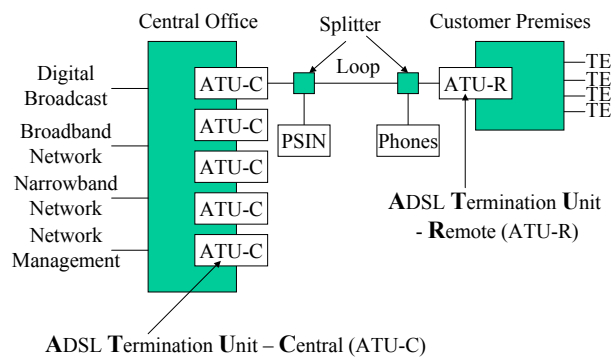 Central Office
Splitter
Customer Premises
Digital
Broadcast
Broadband
Network
Narrowband
Network
Network
Management
ATU-C
ATU-C
ATU-C
ATU-C
ATU-C
Loop
PSIN
Phones
ATU-R
TE
TE
TE
TE
ADSL Termination Unit
- Remote (ATU-R)
ADSL Termination Unit – Central (ATU-C)